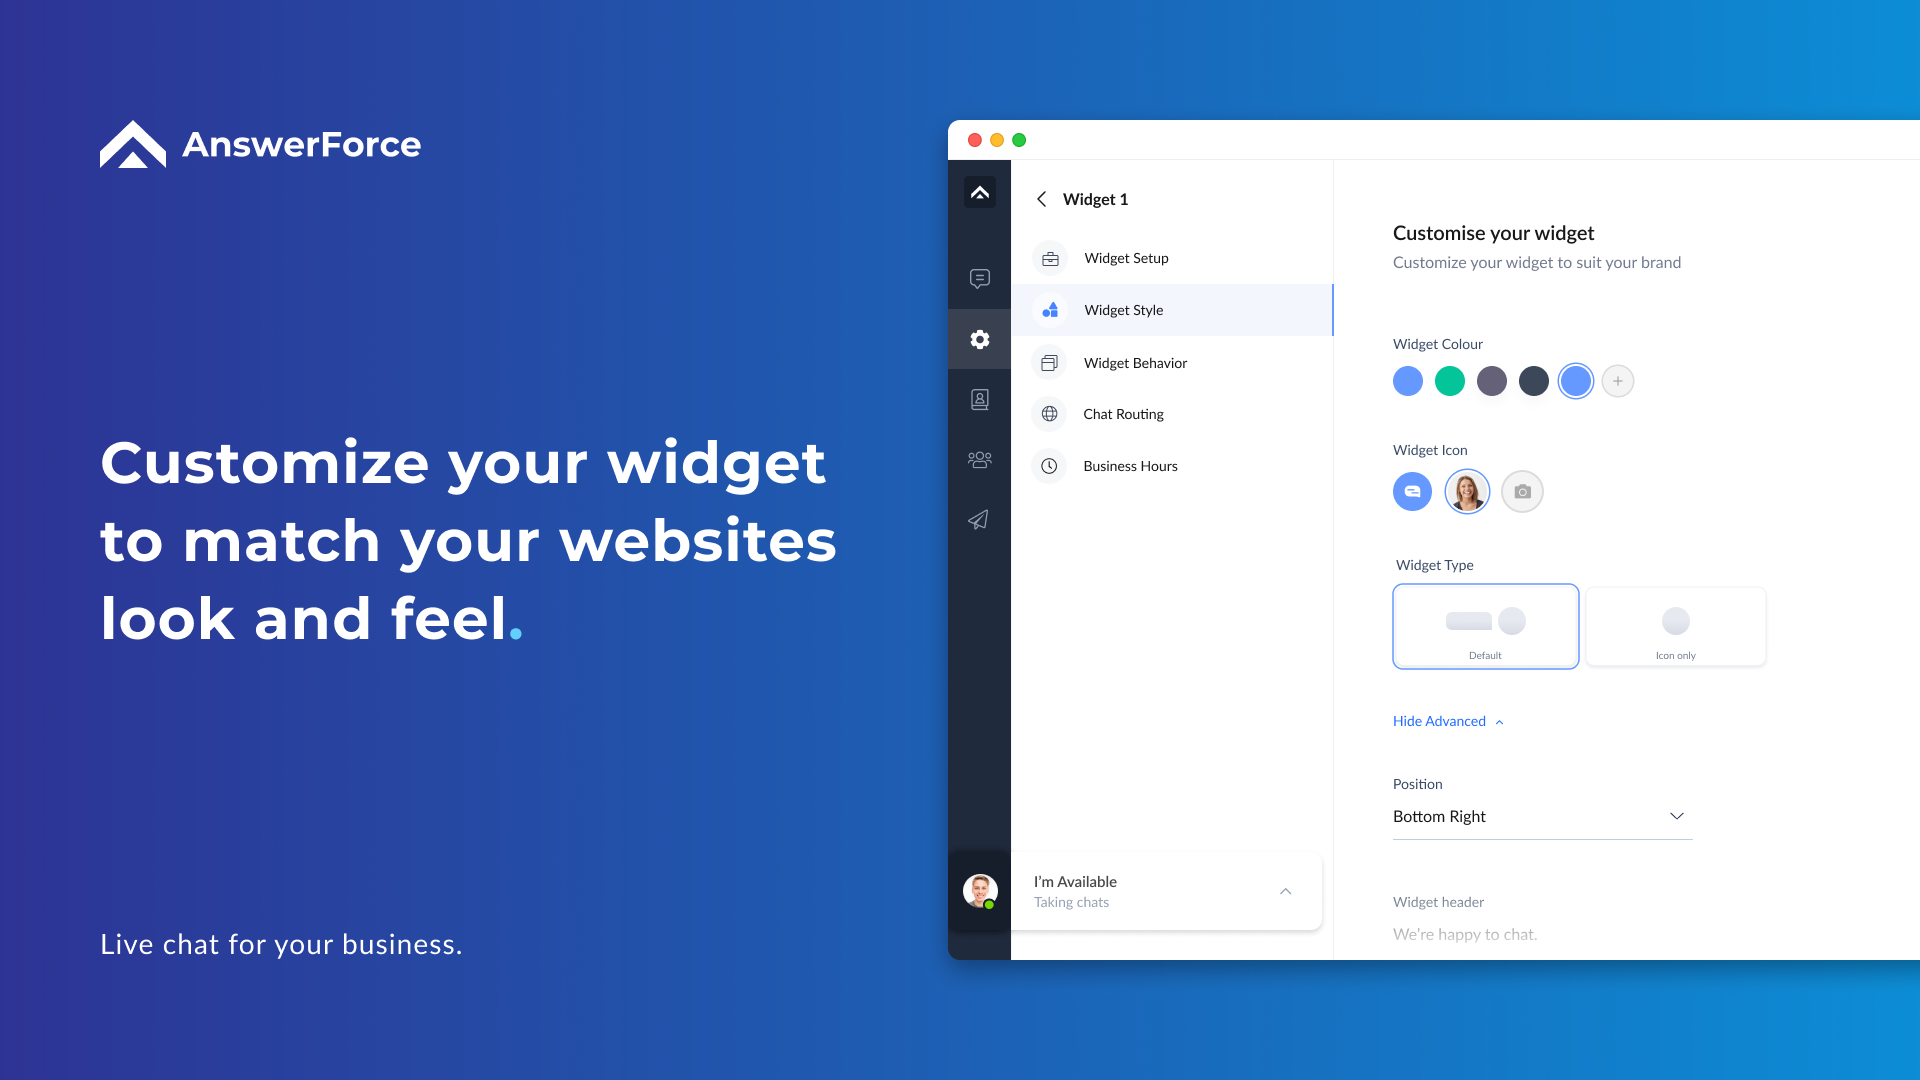 AnswerForce
Customize your widget
to match your websites
look and feel.
Live chat for your business.
Widget 1
Widget Setup
Widget Style
Widget Behavior
Chat Routing
Business Hours
I’m Available
Taking chats
Customise your widget
Customize your widget to suit your brand
Widget Colour
Widget Icon
Widget Type
Default
Icon only
Hide Advanced
Position
Bottom Right
Widget header
We're happy to chat.